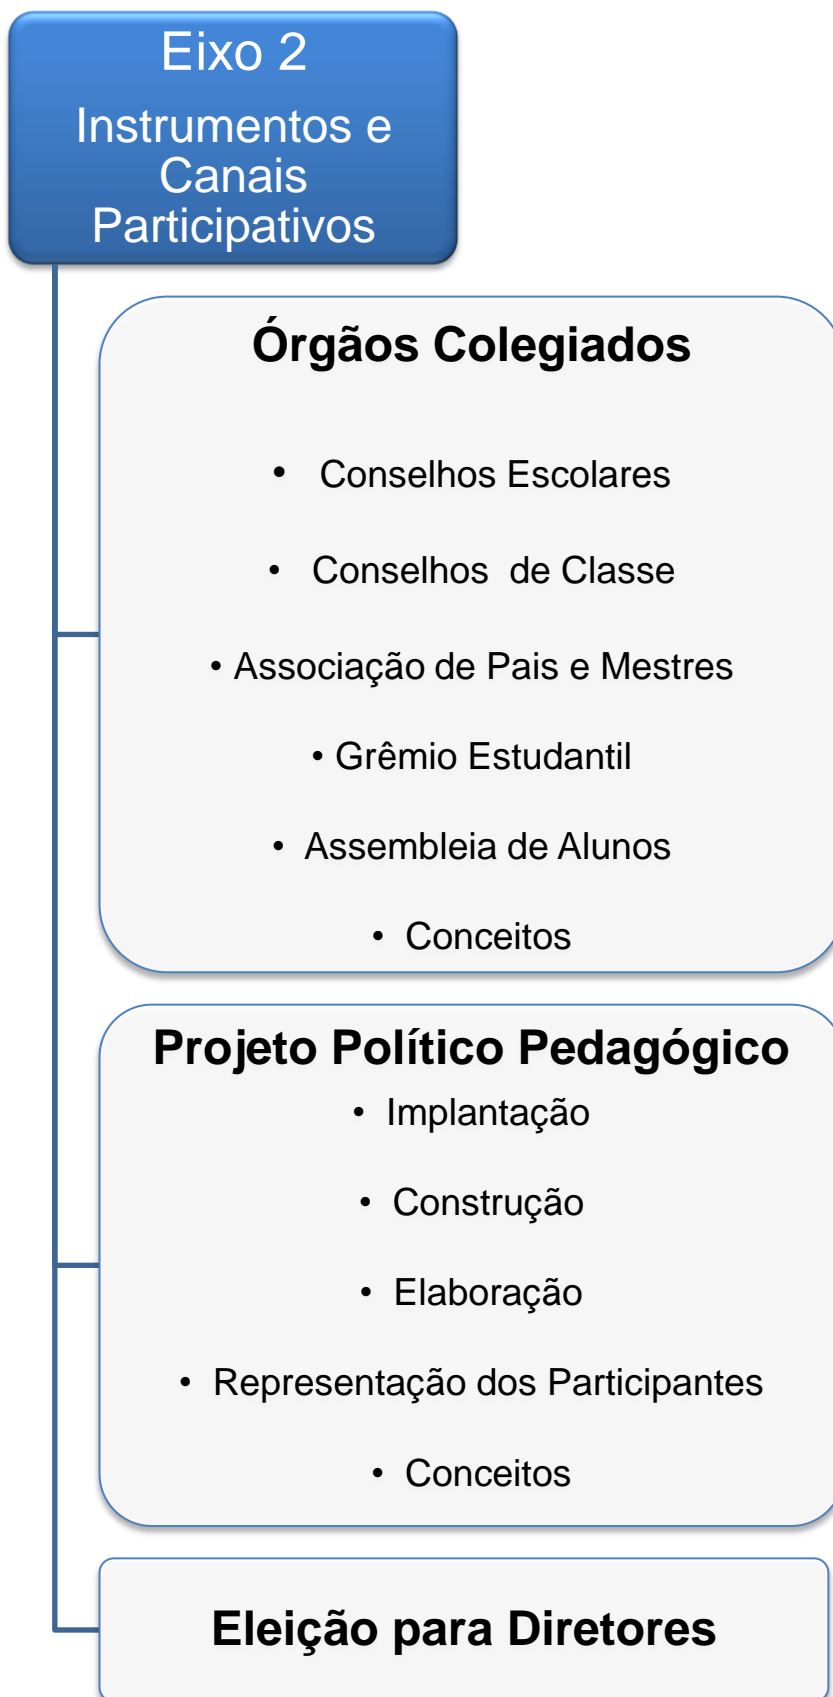 Eixo 2
Instrumentos e
Canais
Participativos
Órgãos Colegiados
• Conselhos Escolares
• Conselhos de Classe
• Associação de Pais e Mestres
• Grêmio Estudantil
• Assembleia de Alunos
• Conceitos
Projeto Político Pedagógico
• Implantação
• Construção
• Elaboração
• Representação dos Participantes
• Conceitos
Eleição para Diretores